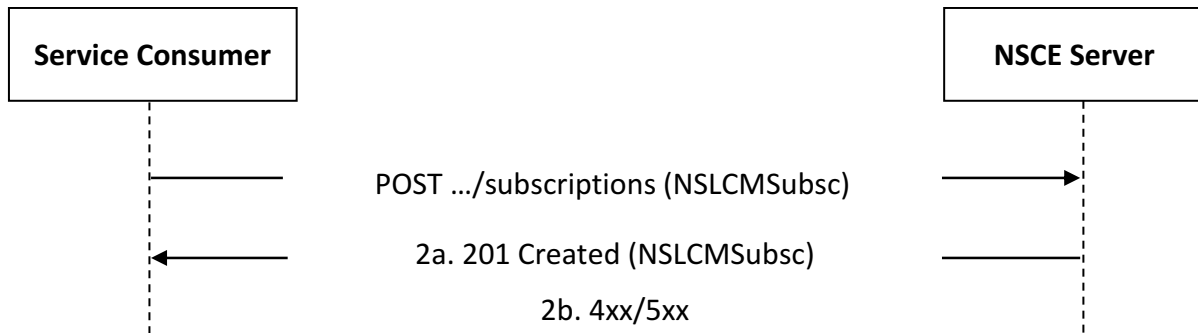 Service Consumer
NSCE Server
POST .../subscriptions (NSLCMSubsc)
2a. 201 Created (NSLCMSubsc)
2b. 4xx/5xx